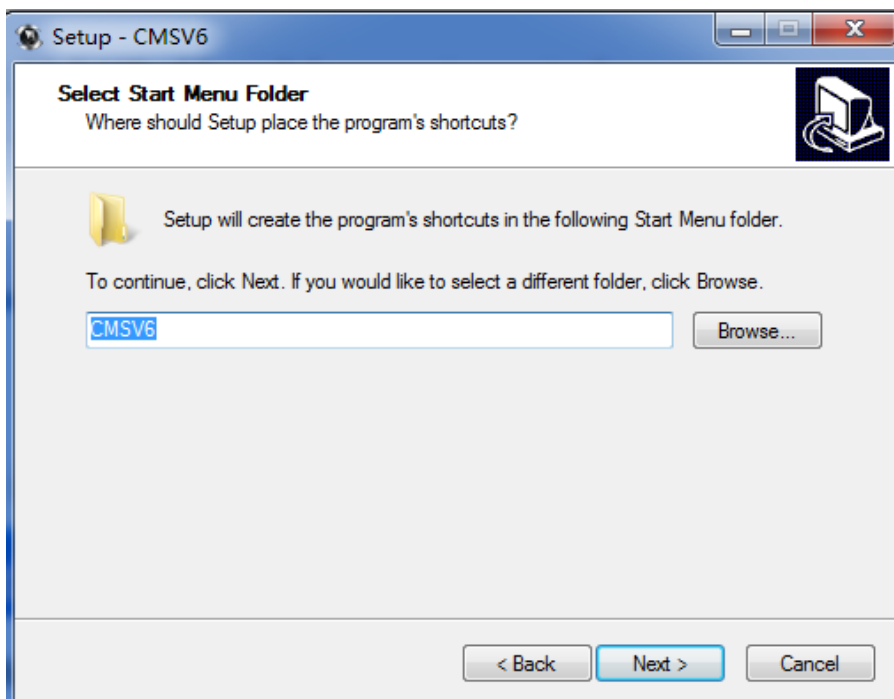 Setup - CMSV6
Select Start Menu Folder
Where should Setup place the program's shortcuts?
Setup will create the program's shortcuts in the following Start Menu folder.
To continue, click Next. If you would like to select a different folder, click Browse.
CMSV6
Browse...
< Back
Next >
Cancel